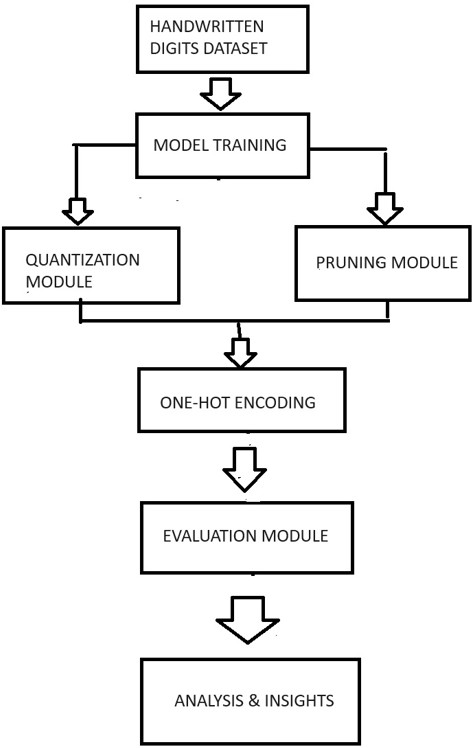 HANDWRITTEN
DIGITS DATASET
MODEL TRAINING
QUANTIZATION
MODULE
PRUNING MODULE
ONE-HOT ENCODING
EVALUATION MODULE
ANALYSIS & INSIGHTS